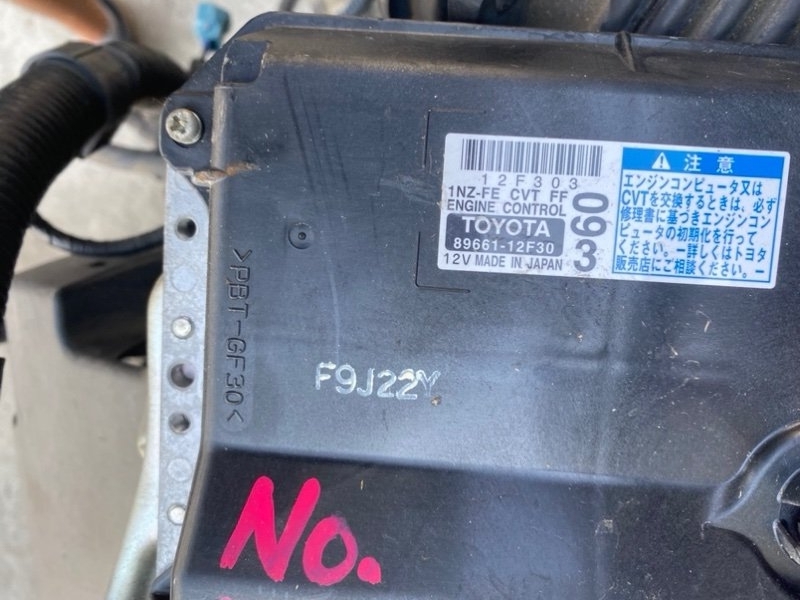 12F303
1NZ-FE CVT FF
ENGINE CONTROL
TOYOTA
89661-12F30
12V MADE IN JAPAN
60
3
注意
エンジンコンピュータ又は
CVTを交換するときは、必ず
修理書に基づきエンジンコン
ピュータの初期化を行って
ください。―詳しくはトヨタ
販売店にご相談ください。―
>PBT-GF30<
F9J22Y
No.